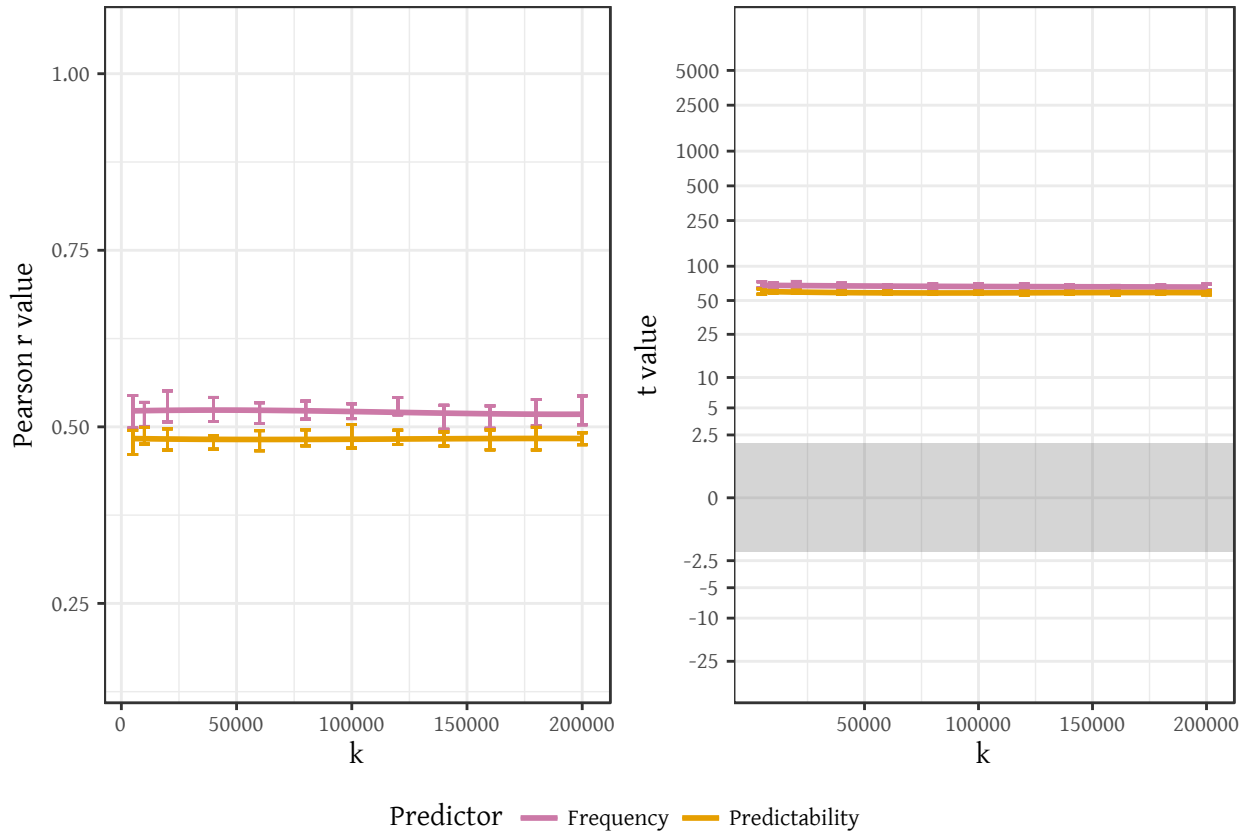 Pearson r value
1.00
0.75
0.50
0.25
0 50000 100000 150000 200000
k
t value
5000
2500
1000
500
250
100
50
25
10
5
2.5
0
-2.5
-5
-10
-25
50000 100000 150000 200000
k
Predictor Frequency Predictability